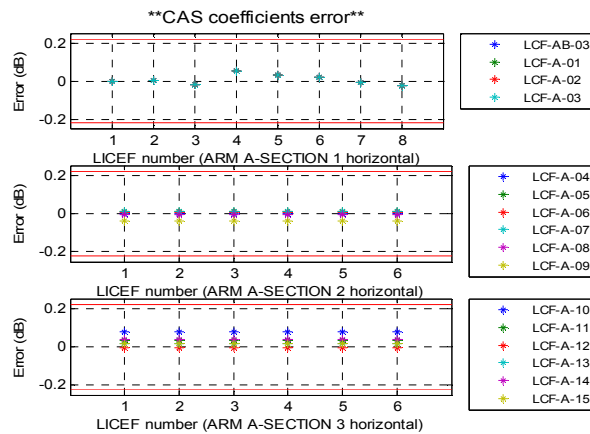 **CAS coefficients error**
0.2
0
-0.2
Error (dB)
1 2 3 4 5 6 7 8
LICEF number (ARM A-SECTION 1 horizontal)
LCF-AB-03
LCF-A-01
LCF-A-02
LCF-A-03
0.2
0
-0.2
Error (dB)
1 2 3 4 5 6
LICEF number (ARM A-SECTION 2 horizontal)
LCF-A-04
LCF-A-05
LCF-A-06
LCF-A-07
LCF-A-08
LCF-A-09
0.2
0
-0.2
Error (dB)
1 2 3 4 5 6
LICEF number (ARM A-SECTION 3 horizontal)
LCF-A-10
LCF-A-11
LCF-A-12
LCF-A-13
LCF-A-14
LCF-A-15